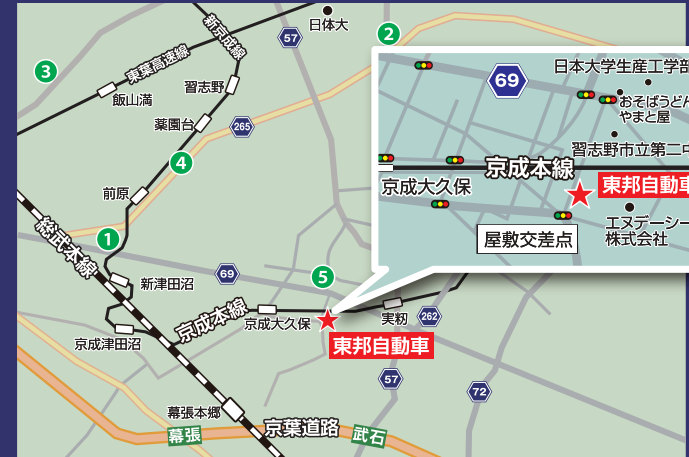 日体大
新京成線
57
2
3
東葉高速線
飯山満
習志野
薬園台
265
4
前原
総武本線
1
新津田沼
69
5
京成本線
京成大久保
実籾
262
京成津田沼
東邦自動車
57
72
幕張本郷
京葉道路
幕張
武石
69
日本大学生産工学部
おそばうどん
やまと屋
習志野市立第二中
京成本線
京成大久保
東邦自動車
屋敷交差点
エヌデーシー
株式会社